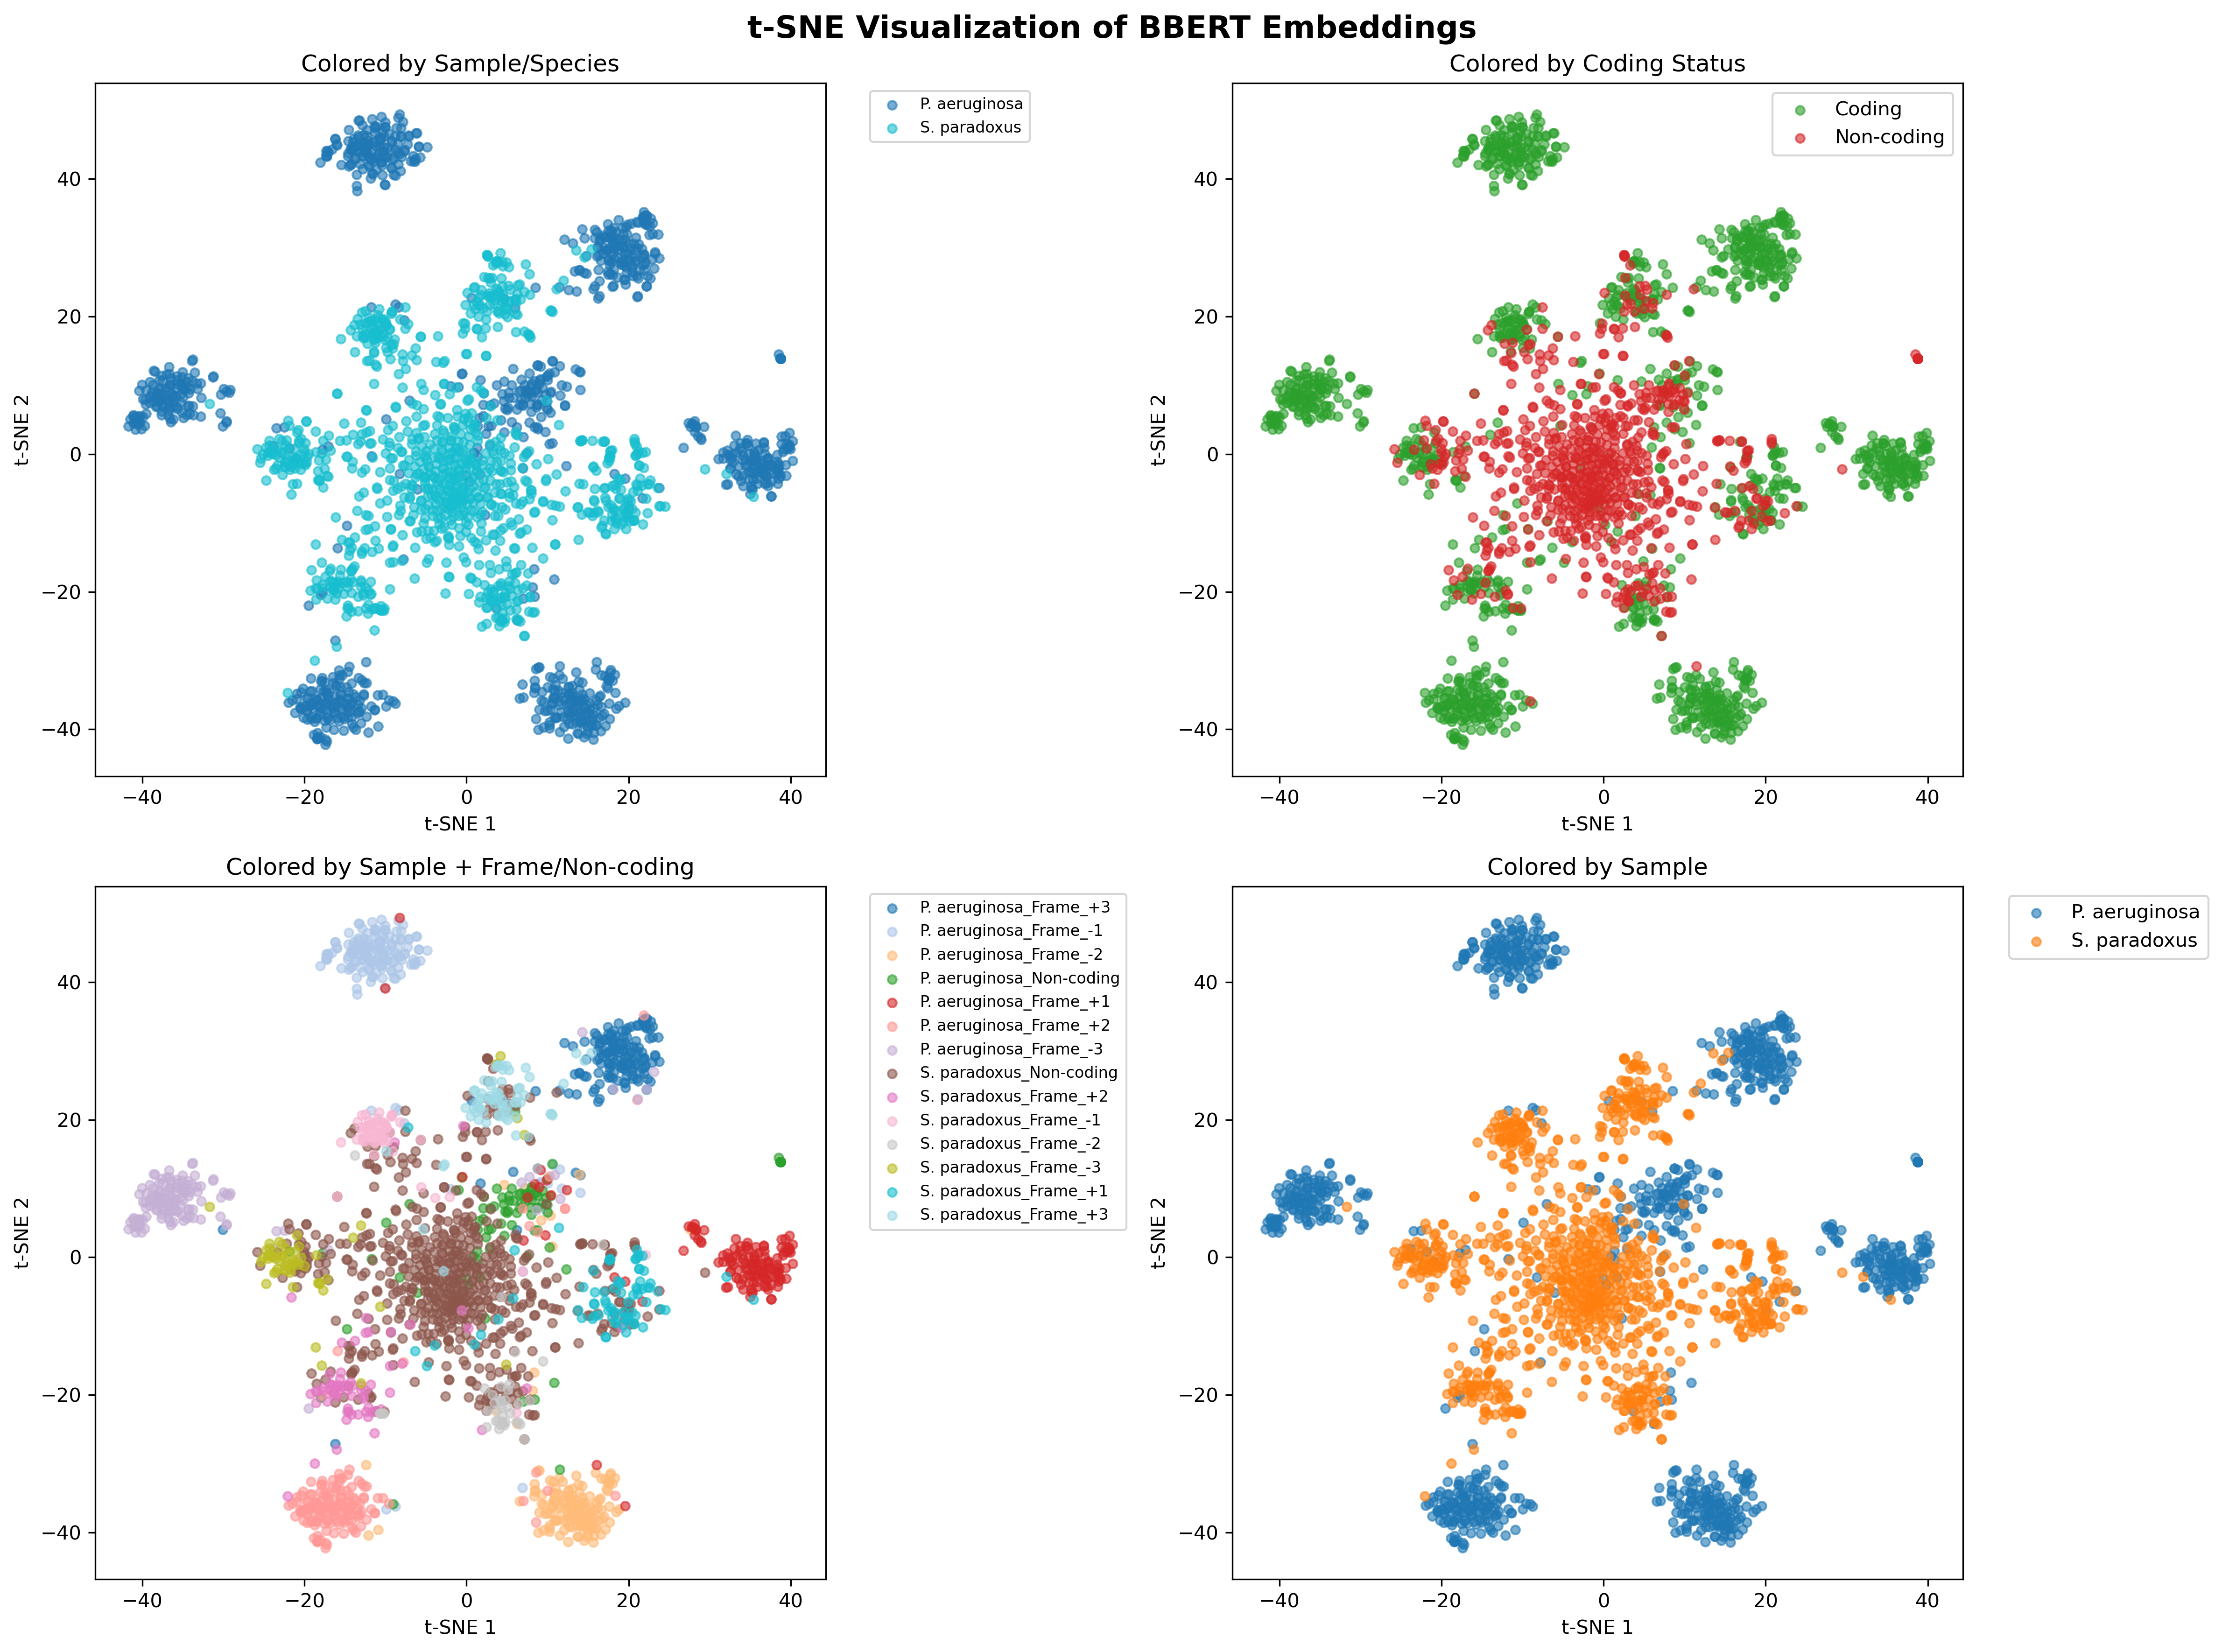 t-SNE Visualization of BBERT Embeddings
Colored by Sample/Species
P. aeruginosa
S. paradoxus
40
20
0
−20
−40
t-SNE 2
−40 −20 0 20 40
t-SNE 1
Colored by Coding Status
Coding
Non-coding
40
20
0
−20
−40
t-SNE 2
−40 −20 0 20 40
t-SNE 1
Colored by Sample + Frame/Non-coding
P. aeruginosa_Frame_+3
P. aeruginosa_Frame_-1
P. aeruginosa_Frame_-2
P. aeruginosa_Non-coding
P. aeruginosa_Frame_+1
P. aeruginosa_Frame_+2
P. aeruginosa_Frame_-3
S. paradoxus_Non-coding
S. paradoxus_Frame_+2
S. paradoxus_Frame_-1
S. paradoxus_Frame_-2
S. paradoxus_Frame_-3
S. paradoxus_Frame_+1
S. paradoxus_Frame_+3
40
20
0
−20
−40
t-SNE 2
−40 −20 0 20 40
t-SNE 1
Colored by Sample
P. aeruginosa
S. paradoxus
40
20
0
−20
−40
t-SNE 2
−40 −20 0 20 40
t-SNE 1